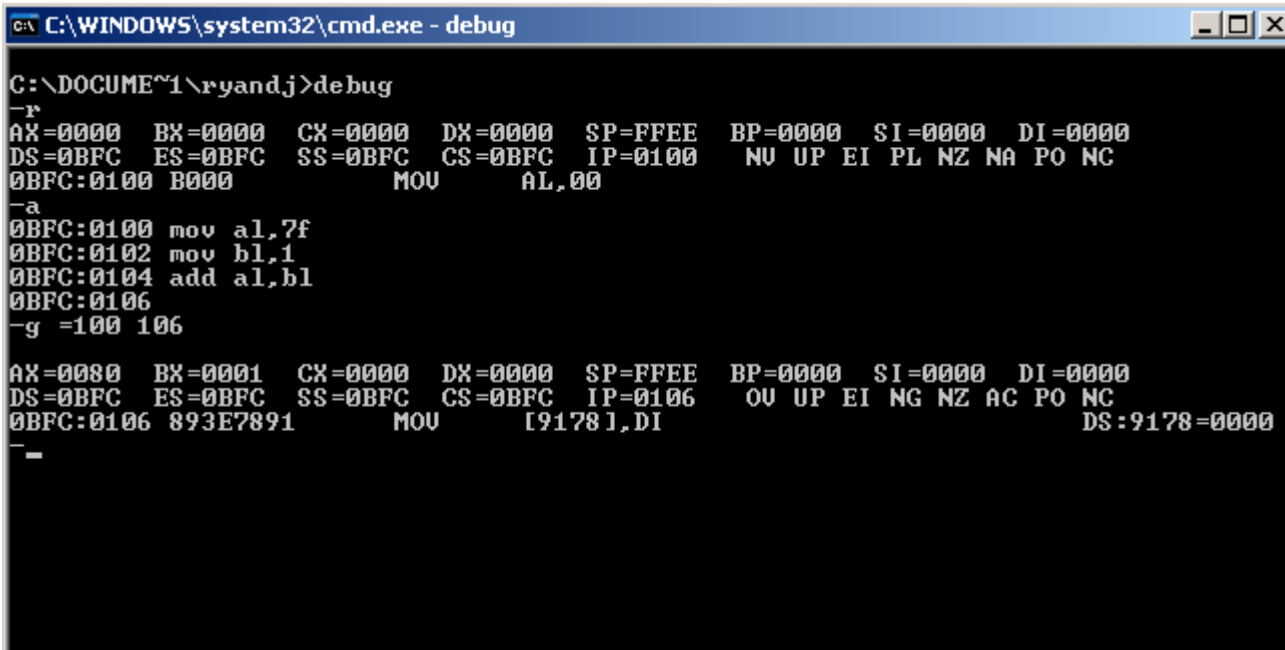 C:\WINDOWS\system32\cmd.exe - debug
C:\DOCUME~1\ryandj>debug
-r
AX=0000  BX=0000  CX=0000  DX=0000  SP=FFEE  BP=0000  SI=0000  DI=0000
DS=0BFC  ES=0BFC  SS=0BFC  CS=0BFC  IP=0100   NV UP EI PL NZ NA PO NC
0BFC:0100 B000          MOV     AL,00
-a
0BFC:0100 mov al,7f
0BFC:0102 mov bl,1
0BFC:0104 add al,bl
0BFC:0106
-g =100 106
AX=0080  BX=0001  CX=0000  DX=0000  SP=FFEE  BP=0000  SI=0000  DI=0000
DS=0BFC  ES=0BFC  SS=0BFC  CS=0BFC  IP=0106   OV UP EI NG NZ AC PO NC
0BFC:0106 893E7891      MOV     [9178],DI                          DS:9178=0000
-_